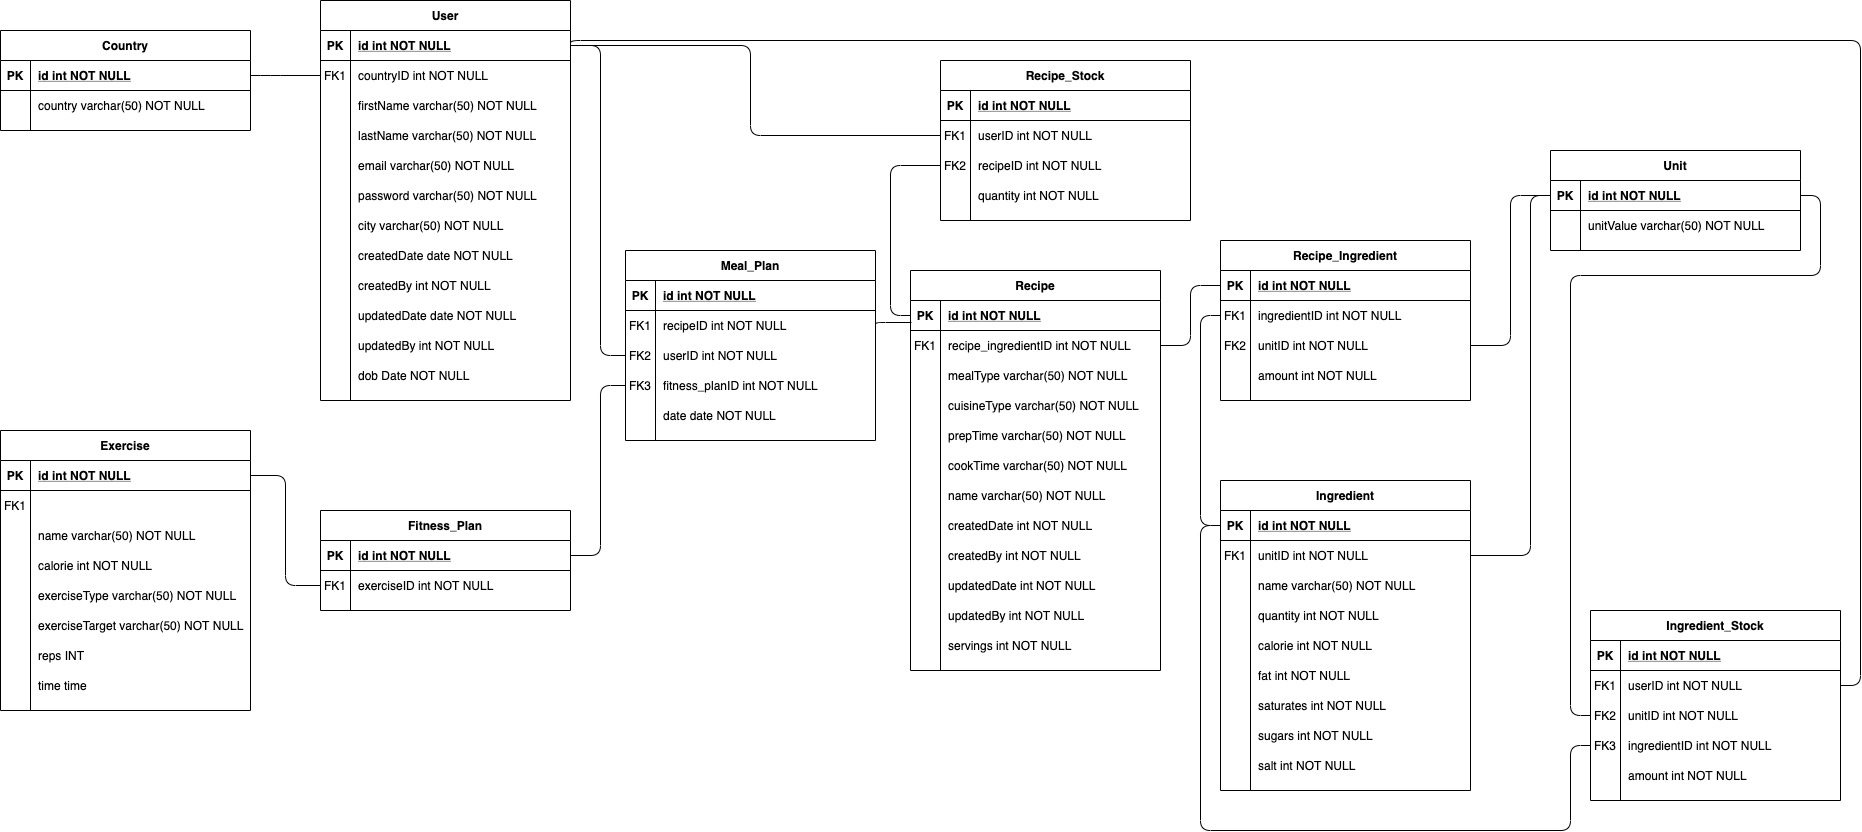 User
PK id int NOT NULL
FK1 countryID int NOT NULL
firstName varchar(50) NOT NULL
lastName varchar(50) NOT NULL
email varchar(50) NOT NULL
password varchar(50) NOT NULL
city varchar(50) NOT NULL
createdDate date NOT NULL
createdBy int NOT NULL
updatedDate date NOT NULL
updatedBy int NOT NULL
dob Date NOT NULL
Country
PK id int NOT NULL
country varchar(50) NOT NULL
Recipe_Stock
PK id int NOT NULL
FK1 userID int NOT NULL
FK2 recipeID int NOT NULL
quantity int NOT NULL
Unit
PK id int NOT NULL
unitValue varchar(50) NOT NULL
Meal_Plan
PK id int NOT NULL
FK1 recipeID int NOT NULL
FK2 userID int NOT NULL
FK3 fitness_planID int NOT NULL
date date NOT NULL
Recipe
PK id int NOT NULL
FK1 recipe_ingredientID int NOT NULL
mealType varchar(50) NOT NULL
cuisineType varchar(50) NOT NULL
prepTime varchar(50) NOT NULL
cookTime varchar(50) NOT NULL
name varchar(50) NOT NULL
createdDate int NOT NULL
createdBy int NOT NULL
updatedDate int NOT NULL
updatedBy int NOT NULL
servings int NOT NULL
Recipe_Ingredient
PK id int NOT NULL
FK1 ingredientID int NOT NULL
FK2 unitID int NOT NULL
amount int NOT NULL
Exercise
PK id int NOT NULL
FK1
name varchar(50) NOT NULL
calorie int NOT NULL
exerciseType varchar(50) NOT NULL
exerciseTarget varchar(50) NOT NULL
reps INT
time time
Fitness_Plan
PK id int NOT NULL
FK1 exerciseID int NOT NULL
Ingredient
PK id int NOT NULL
FK1 unitID int NOT NULL
name varchar(50) NOT NULL
quantity int NOT NULL
calorie int NOT NULL
fat int NOT NULL
saturates int NOT NULL
sugars int NOT NULL
salt int NOT NULL
Ingredient_Stock
PK id int NOT NULL
FK1 userID int NOT NULL
FK2 unitID int NOT NULL
FK3 ingredientID int NOT NULL
amount int NOT NULL